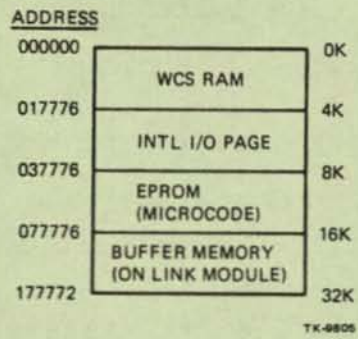 ADDRESS
000000 0K
WCS RAM
017776 4K
INTL I/O PAGE
037776 8K
EPROM
(MICROCODE)
077776 16K
BUFFER MEMORY
(ON LINK MODULE)
177772 32K
TK-9805